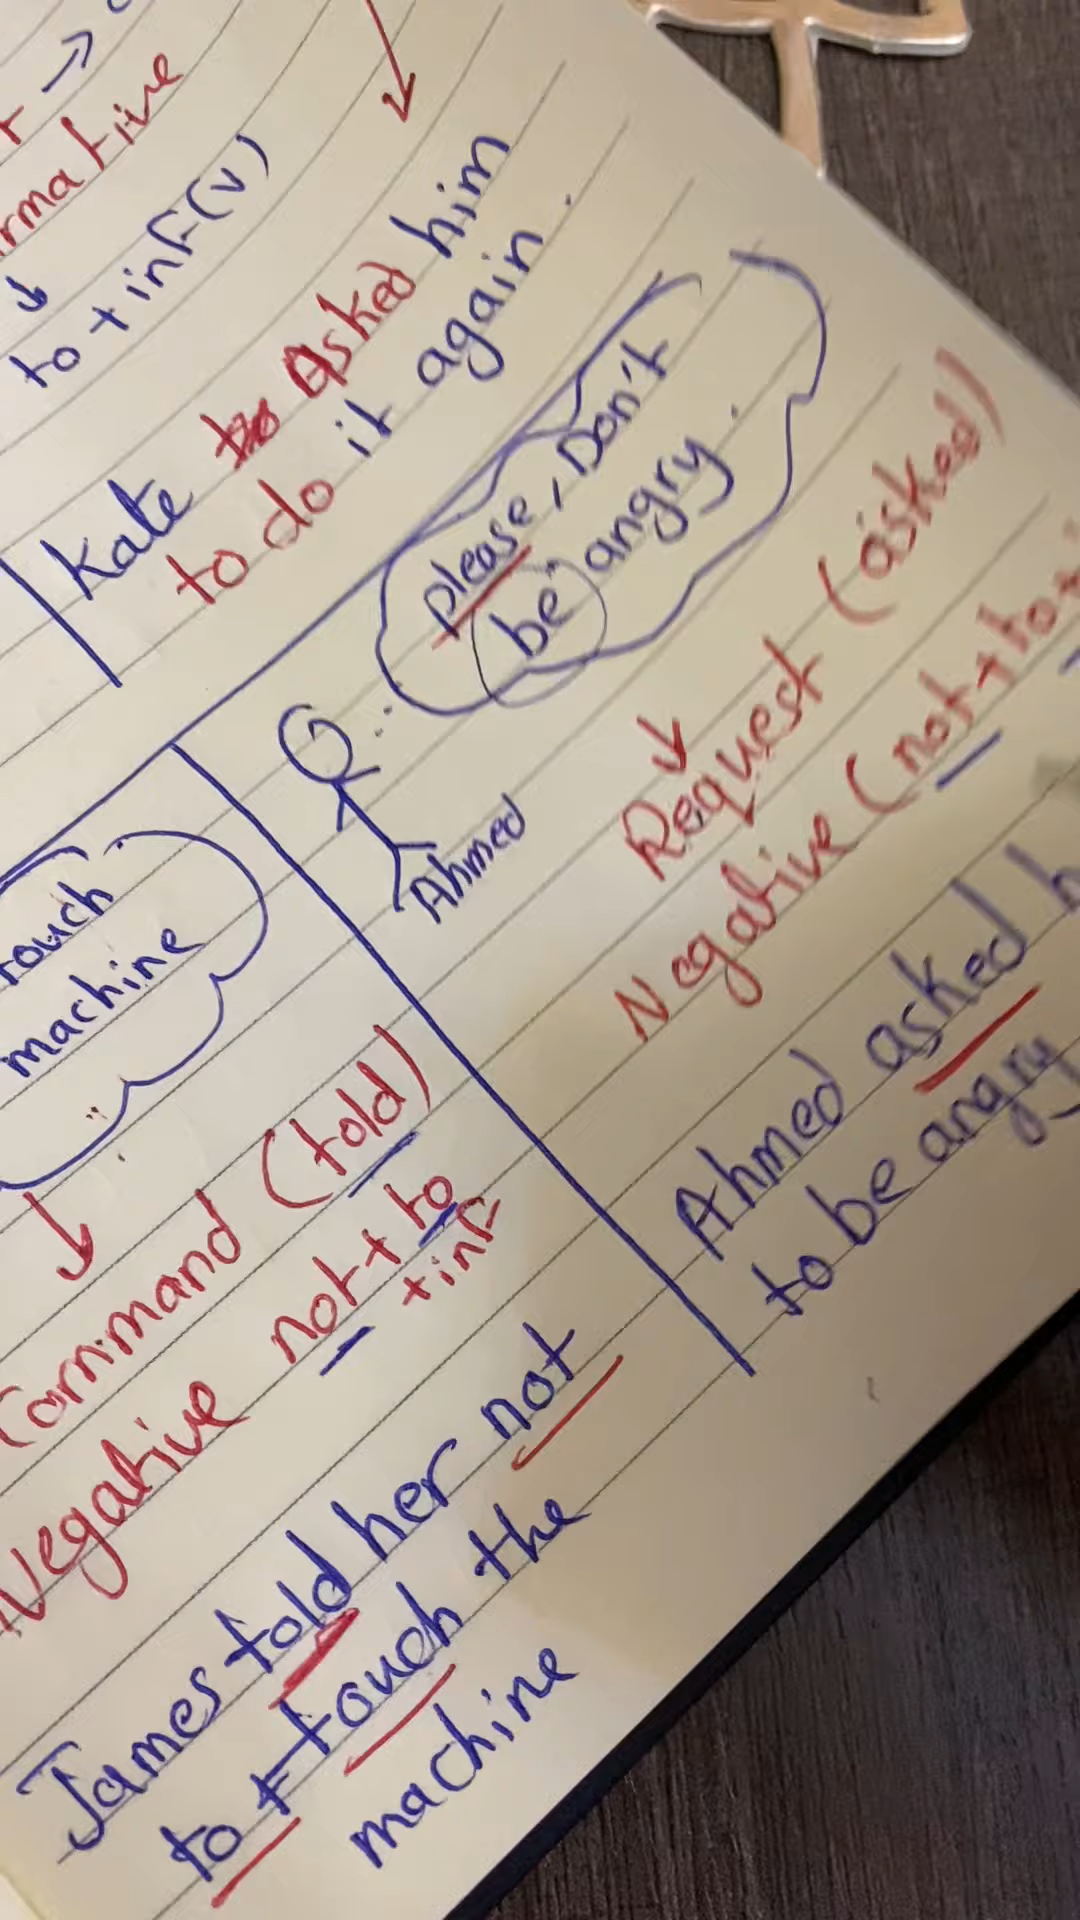 to + inf(v)
Kate Asked him
to do it again.
please, Don't
be angry.
Ahmed
Request (asked)
Negative (not + to +
Ahmed asked
to be angry
touch
machine
Command (told)
Negative not + to
+ inf
James told her not
to touch the
machine